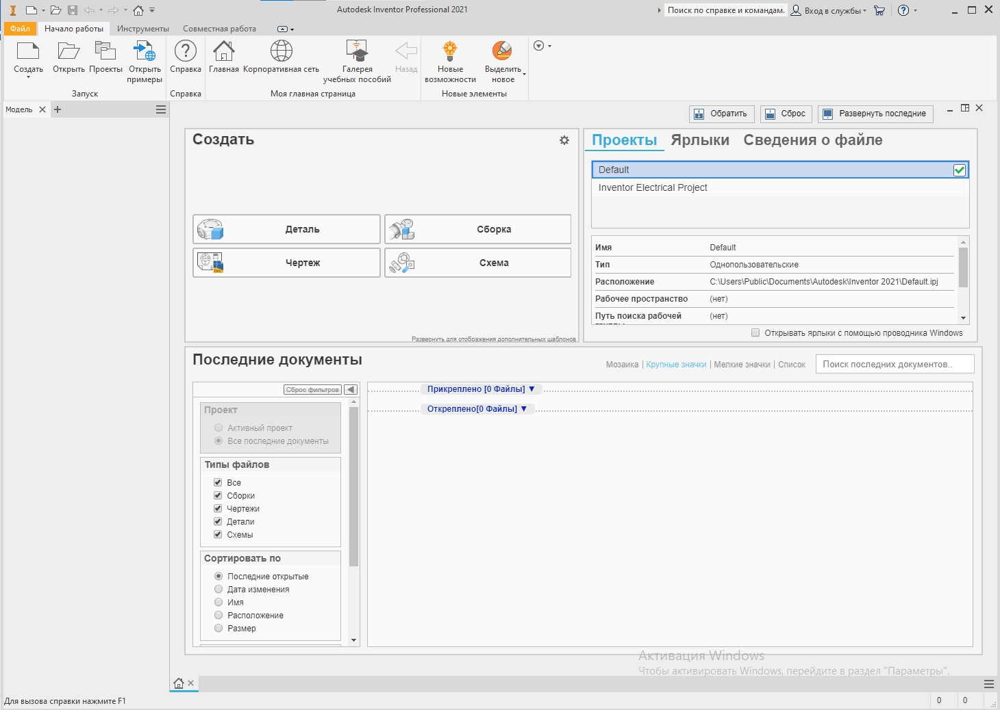 Autodesk Inventor Professional 2021
Поиск по справке и командам.
Вход в службы
Файл
Начало работы
Инструменты
Совместная работа
Создать
Открыть
Проекты
Открыть примеры
Справка
Главная
Корпоративная сеть
Галерея учебных пособий
Назад
Новые возможности
Выделить новое
Запуск
Справка
Моя главная страница
Новые элементы
Модель
Обратить
Сброс
Развернуть последние
Создать
Деталь
Сборка
Чертеж
Схема
Развернуть для отображения дополнительных шаблонов
Проекты
Ярлыки
Сведения о файле
Default
Inventor Electrical Project
Имя Default
Тип Однопользовательские
Расположение C:\Users\Public\Documents\Autodesk\Inventor 2021\Default.ipj
Рабочее пространство (нет)
Путь поиска рабочей (нет)
Открывать ярлыки с помощью проводника Windows
Последние документы
Мозаика | Крупные значки | Мелкие значки | Список
Поиск последних документов..
Сброс фильтров
Проект
Активный проект
Все последние документы
Типы файлов
Все
Сборки
Чертежи
Детали
Схемы
Сортировать по
Последние открытые
Дата изменения
Имя
Расположение
Размер
Прикреплено [0 Файлы] ▼
Откреплено[0 Файлы] ▼
Активация Windows
Чтобы активировать Windows, перейдите в раздел "Параметры".
Для вызова справки нажмите F1
0
0